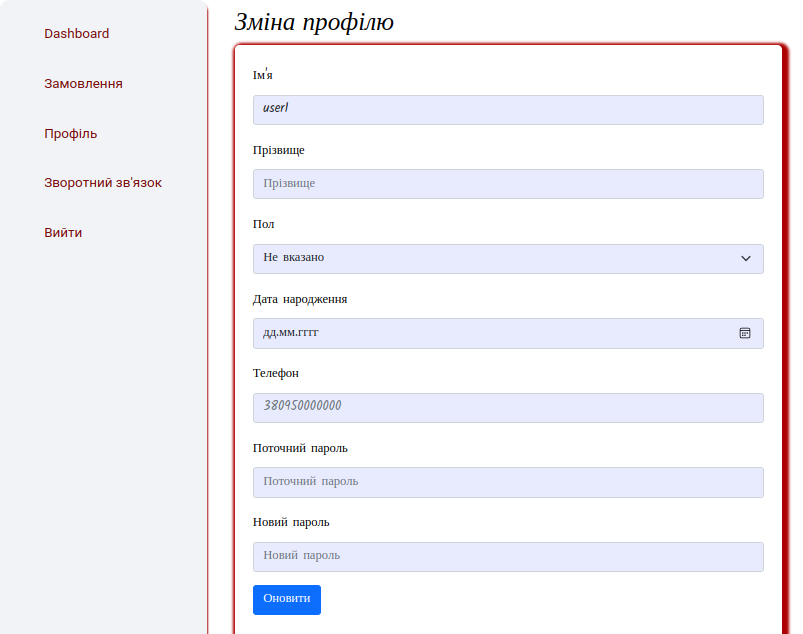 Dashboard
Замовлення
Профіль
Зворотний зв'язок
Вийти
Зміна профілю
Ім'я
user1
Прізвище
Прізвище
Пол
Не вказано
Дата народження
дд.мм.гггг
Телефон
380950000000
Поточний пароль
Поточний пароль
Новий пароль
Новий пароль
Оновити